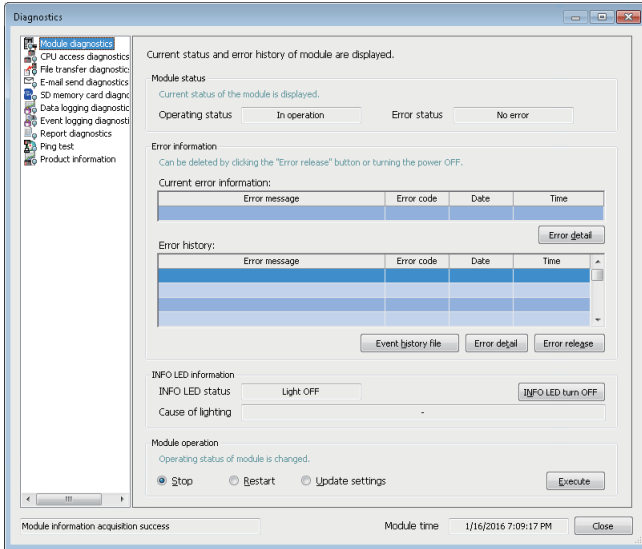 Diagnostics
Module diagnostics
CPU access diagnostics
File transfer diagnostic:
E-mail send diagnostics
SD memory card diagno
Data logging diagnostic
Event logging diagnosti
Report diagnostics
Ping test
Product information
Current status and error history of module are displayed.
Module status
Current status of the module is displayed.
Operating status In operation Error status No error
Error information
Can be deleted by clicking the "Error release" button or turning the power OFF.
Current error information:
Error message Error code Date Time
Error detail
Error history:
Error message Error code Date Time
Event history file Error detail Error release
INFO LED information
INFO LED status Light OFF INFO LED turn OFF
Cause of lighting -
Module operation
Operating status of module is changed.
Stop Restart Update settings Execute
Module information acquisition success Module time 1/16/2016 7:09:17 PM Close